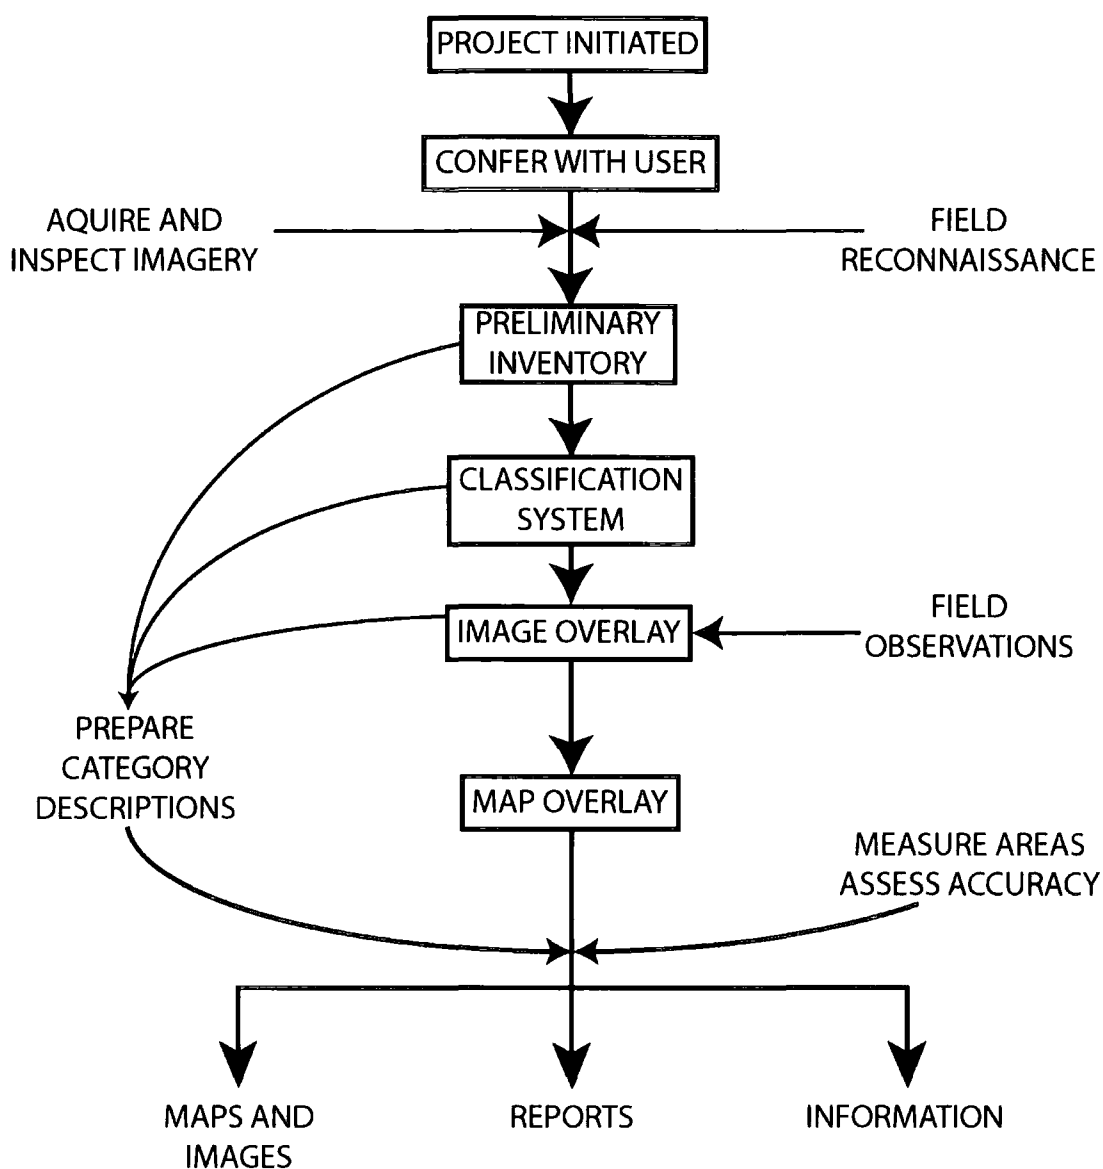 PROJECT INITIATED
CONFER WITH USER
AQUIRE AND
INSPECT IMAGERY
FIELD
RECONNAISSANCE
PRELIMINARY
INVENTORY
CLASSIFICATION
SYSTEM
IMAGE OVERLAY
FIELD
OBSERVATIONS
PREPARE
CATEGORY
DESCRIPTIONS
MAP OVERLAY
MEASURE AREAS
ASSESS ACCURACY
MAPS AND
IMAGES
REPORTS
INFORMATION